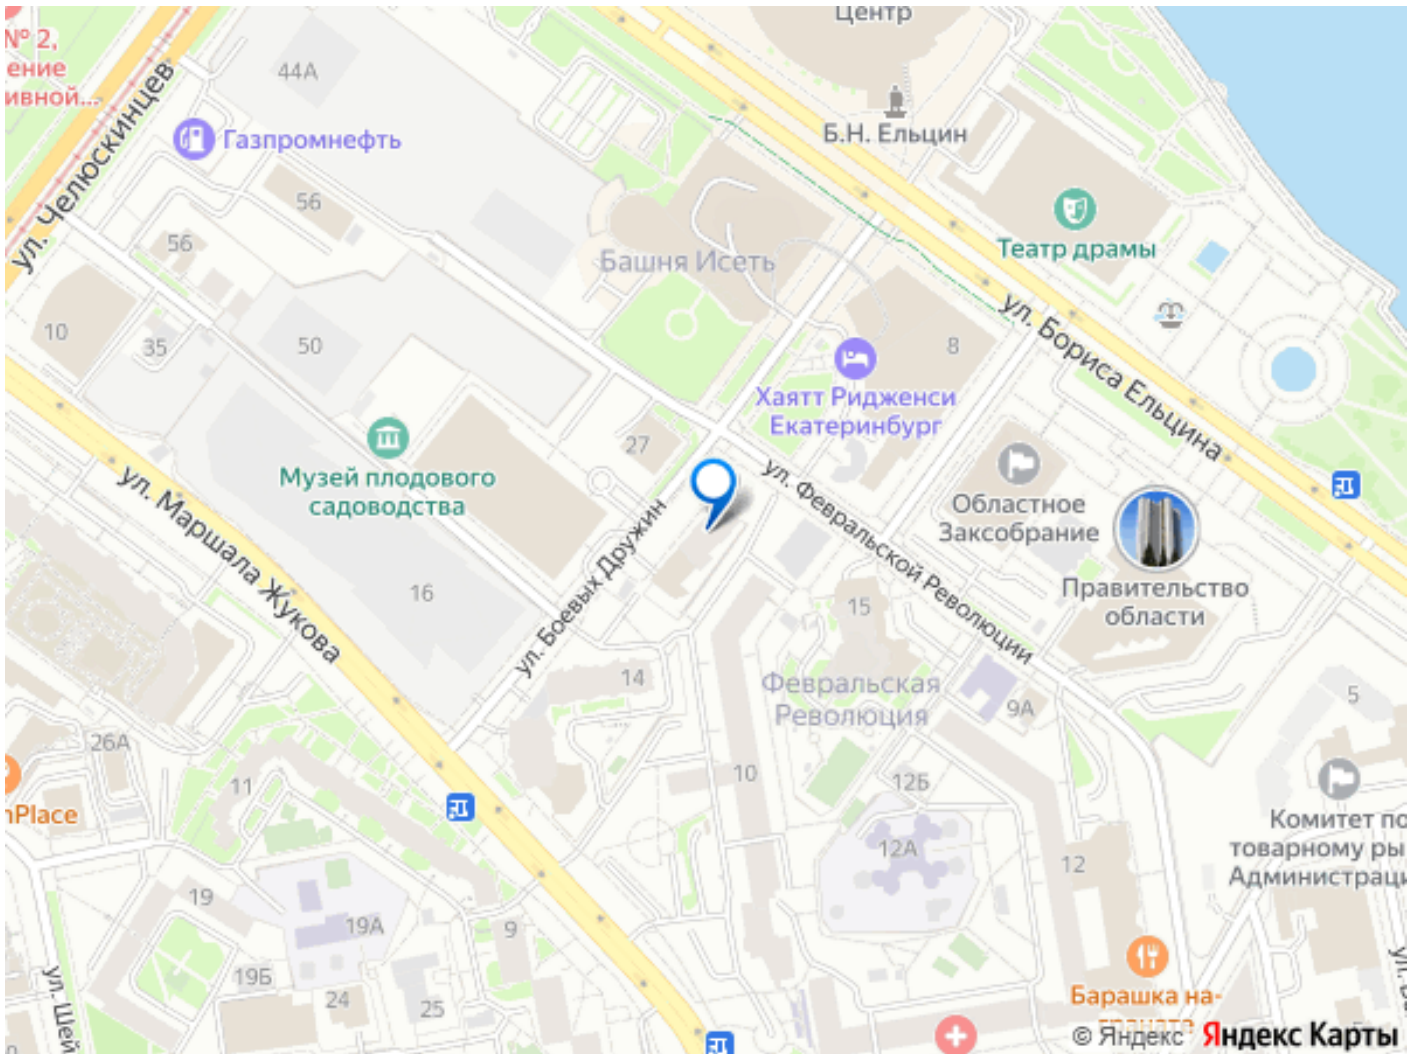 Центр
№ 2,
ение
ивной...
44А
ул. Челюскинцев
Газпромнефть
Б.Н. Ельцин
56
56
Театр драмы
Башня Исеть
10
35
50
8
ул. Бориса Ельцина
Хаятт Ридженси
Екатеринбург
27
Музей плодового
садоводства
ул. Маршала Жукова
ул. Боевых Дружин
ул. Февральской Революции
Областное
Заксобрание
Правительство
области
16
15
14
Февральская
Революция
9А
5
26А
11
10
12Б
nPlace
12А
12
Комитет по
товарному ры
Администраци
19
19А
9
19Б
24
25
ул. Шей
Барашка на-
гранате
© Яндекс Яндекс Карты